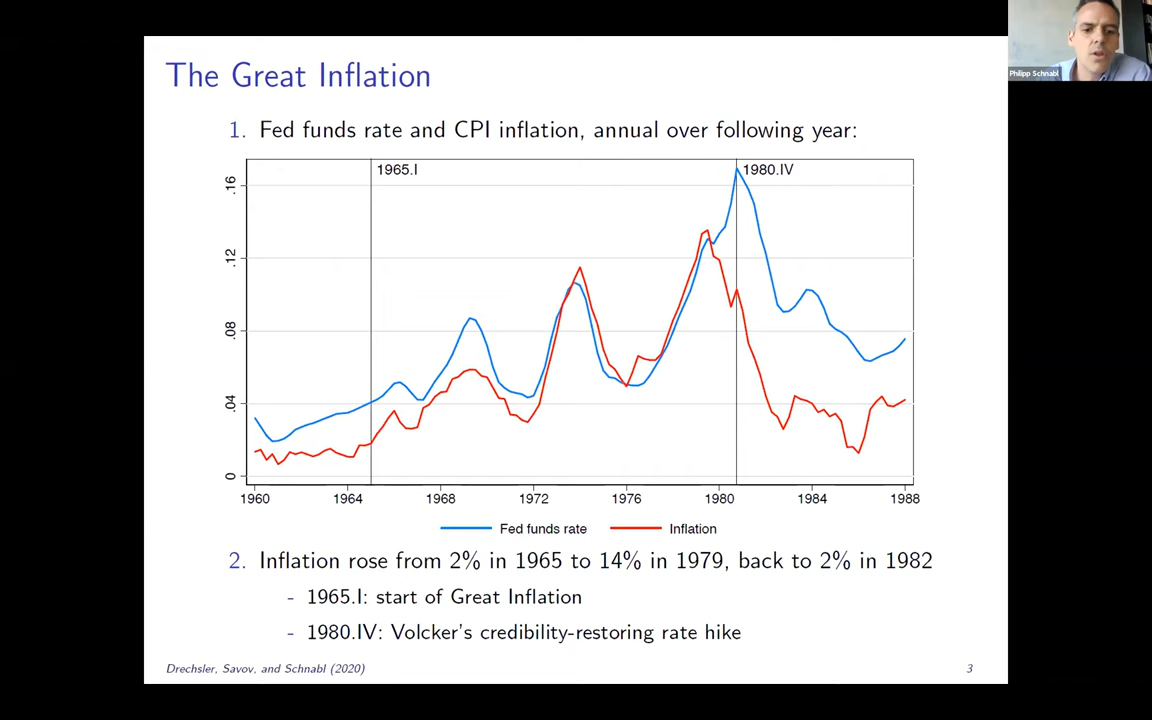 Philipp Schnabl
The Great Inflation
1. Fed funds rate and CPI inflation, annual over following year:
1965.I
1980.IV
.16
.12
.08
.04
0
1960 1964 1968 1972 1976 1980 1984 1988
Fed funds rate Inflation
2. Inflation rose from 2% in 1965 to 14% in 1979, back to 2% in 1982
- 1965.I: start of Great Inflation
- 1980.IV: Volcker's credibility-restoring rate hike
Drechsler, Savov, and Schnabl (2020) 3